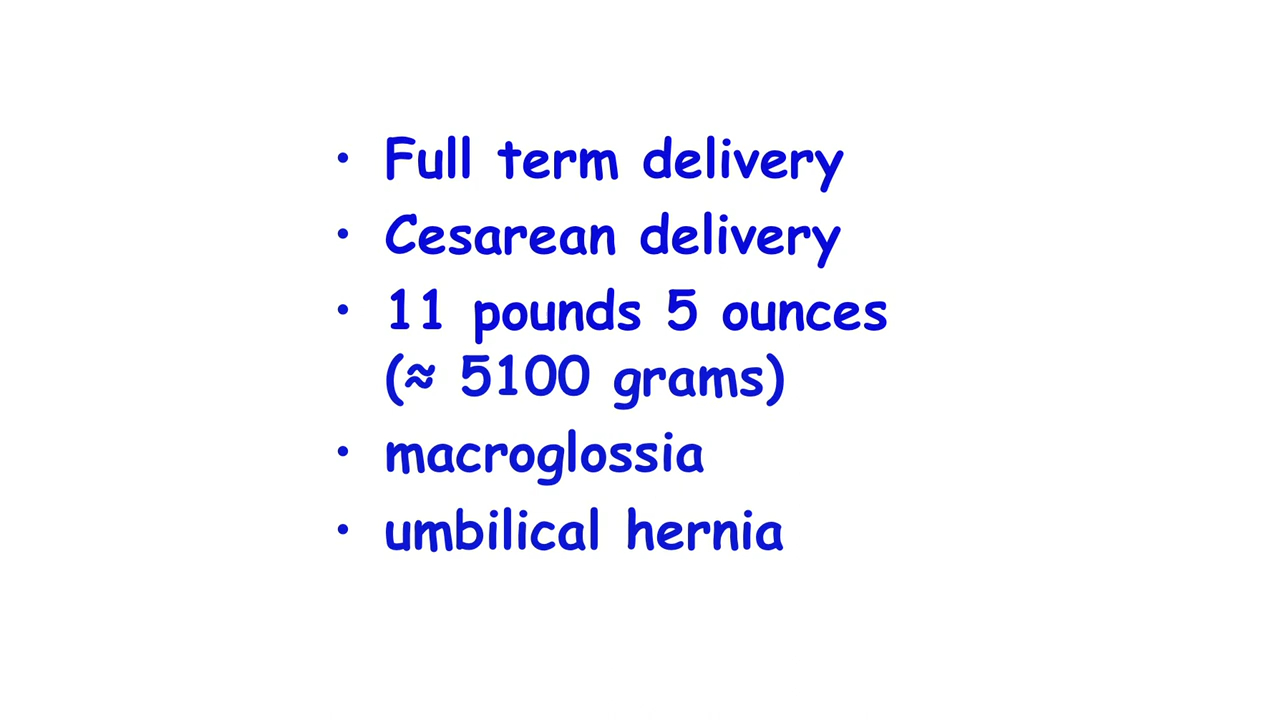 • Full term delivery
• Cesarean delivery
• 11 pounds 5 ounces
(≈ 5100 grams)
• macroglossia
• umbilical hernia